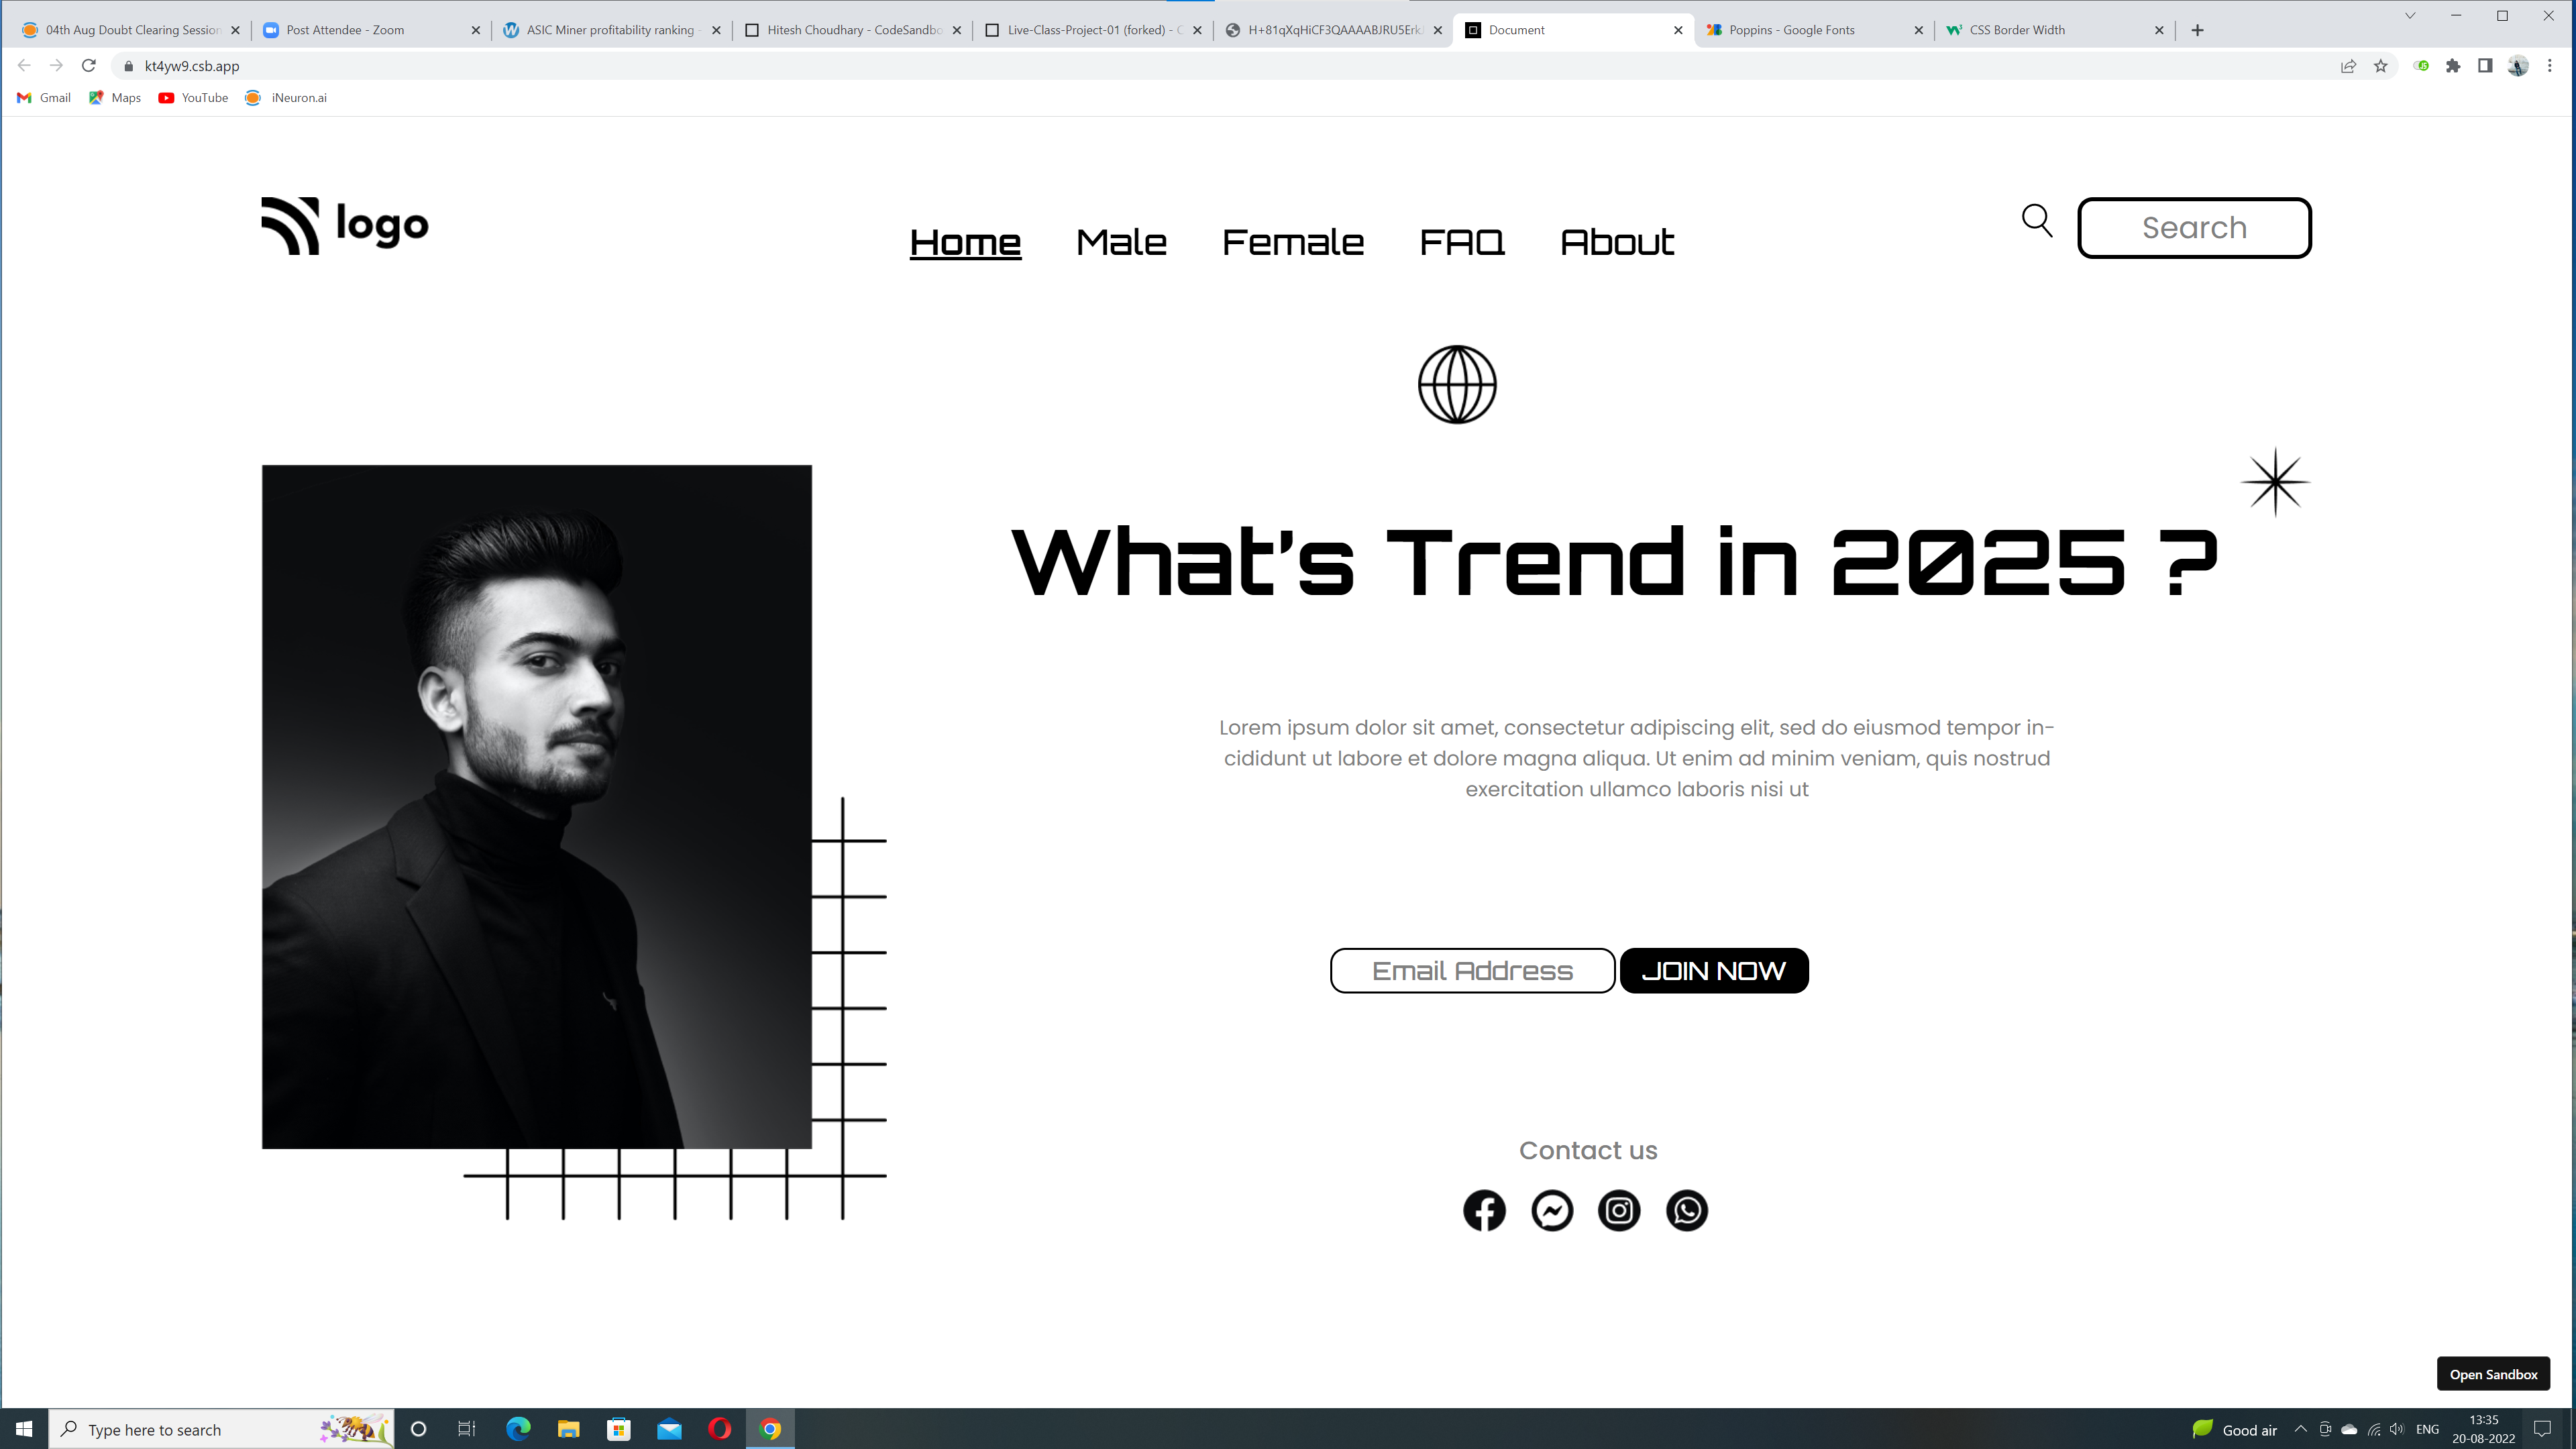 04th Aug Doubt Clearing Session
Post Attendee - Zoom
ASIC Miner profitability ranking -
Hitesh Choudhary - CodeSandbo
Live-Class-Project-01 (forked) - C
H+81qXqHiCF3QAAAABJRU5ErkJ
Document
Poppins - Google Fonts
CSS Border Width
kt4yw9.csb.app
Gmail
Maps
YouTube
iNeuron.ai
logo
Home
Male
Female
FAQ
About
Search
What's Trend in 2025 ?
Lorem ipsum dolor sit amet, consectetur adipiscing elit, sed do eiusmod tempor in-
cididunt ut labore et dolore magna aliqua. Ut enim ad minim veniam, quis nostrud
exercitation ullamco laboris nisi ut
Email Address
JOIN NOW
Contact us
Open Sandbox
Type here to search
Good air
ENG
13:35
20-08-2022